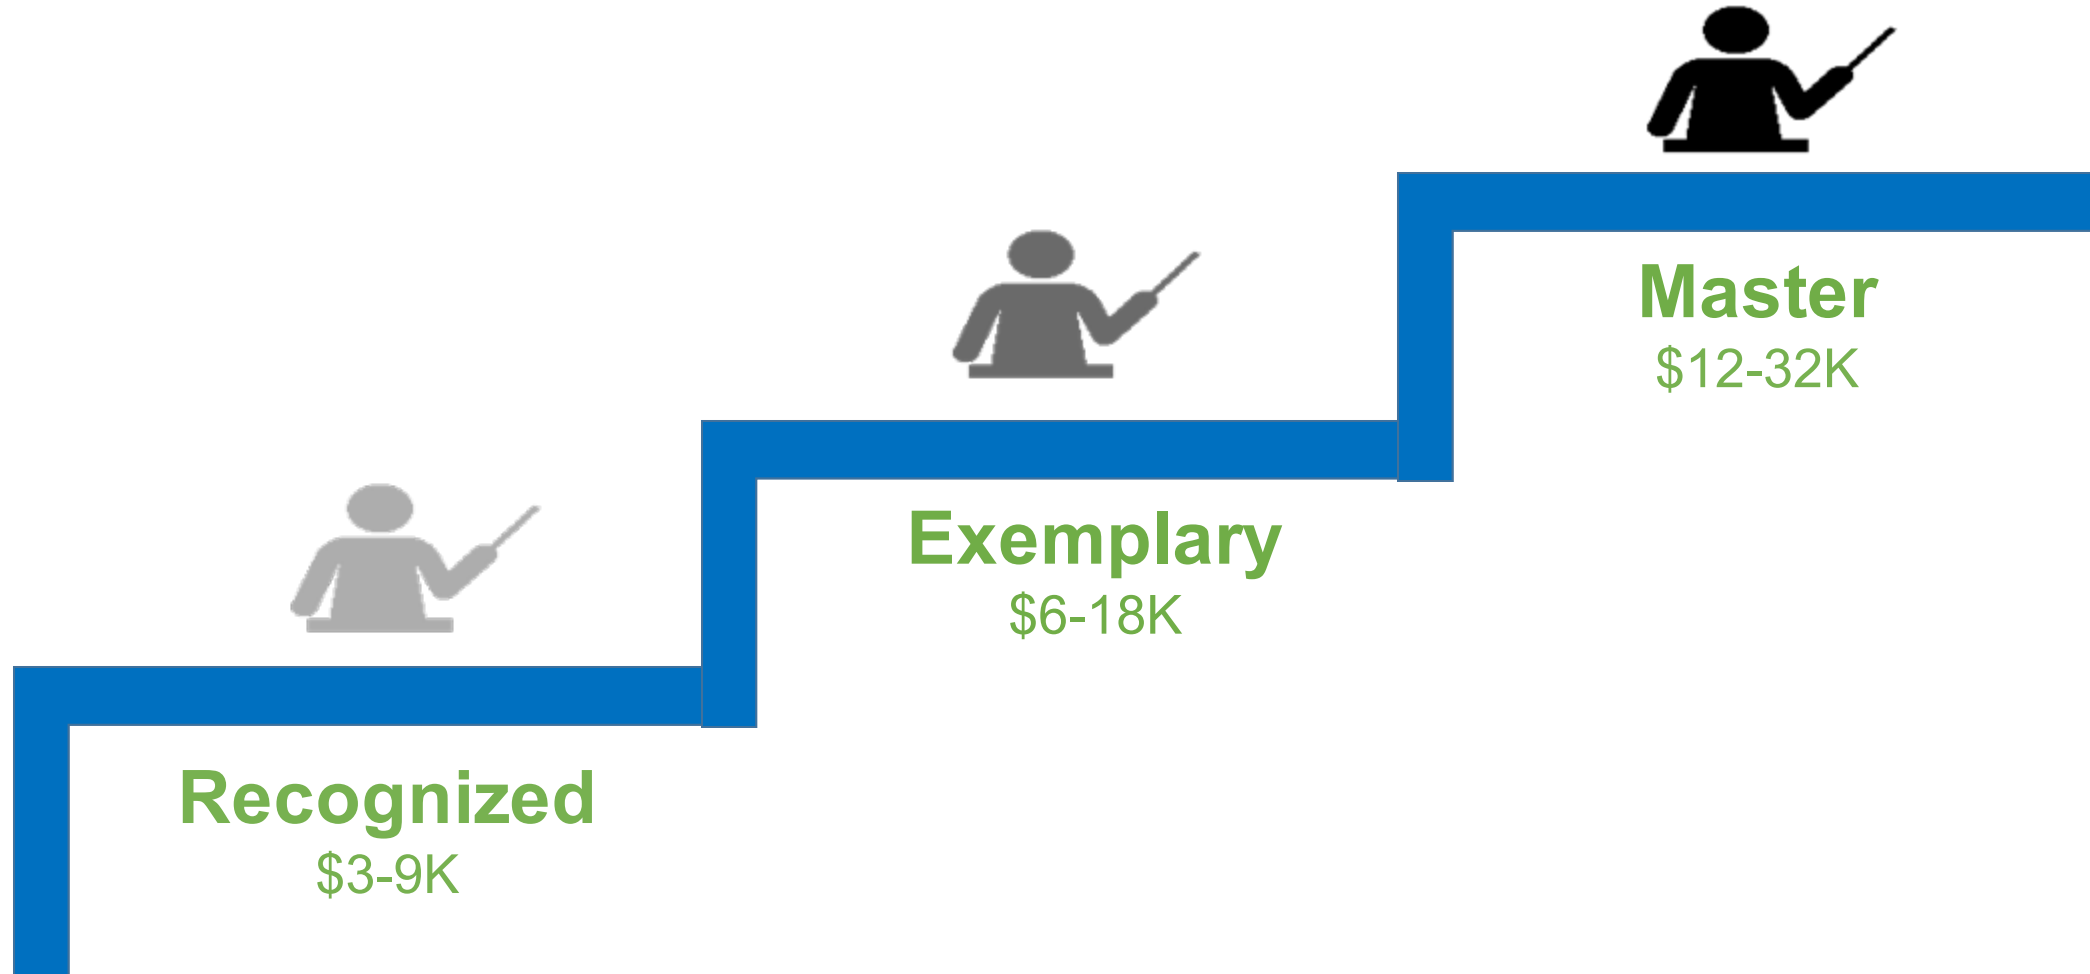 Master
$12-32K
Exemplary
$6-18K
Recognized
$3-9K